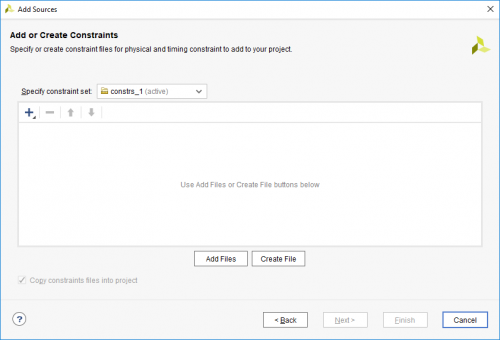 Add Sources
Add or Create Constraints
Specify or create constraint files for physical and timing constraint to add to your project.
Specify constraint set: constrs_1 (active)
Use Add Files or Create File buttons below
Add Files Create File
Copy constraints files into project
? < Back Next > Finish Cancel